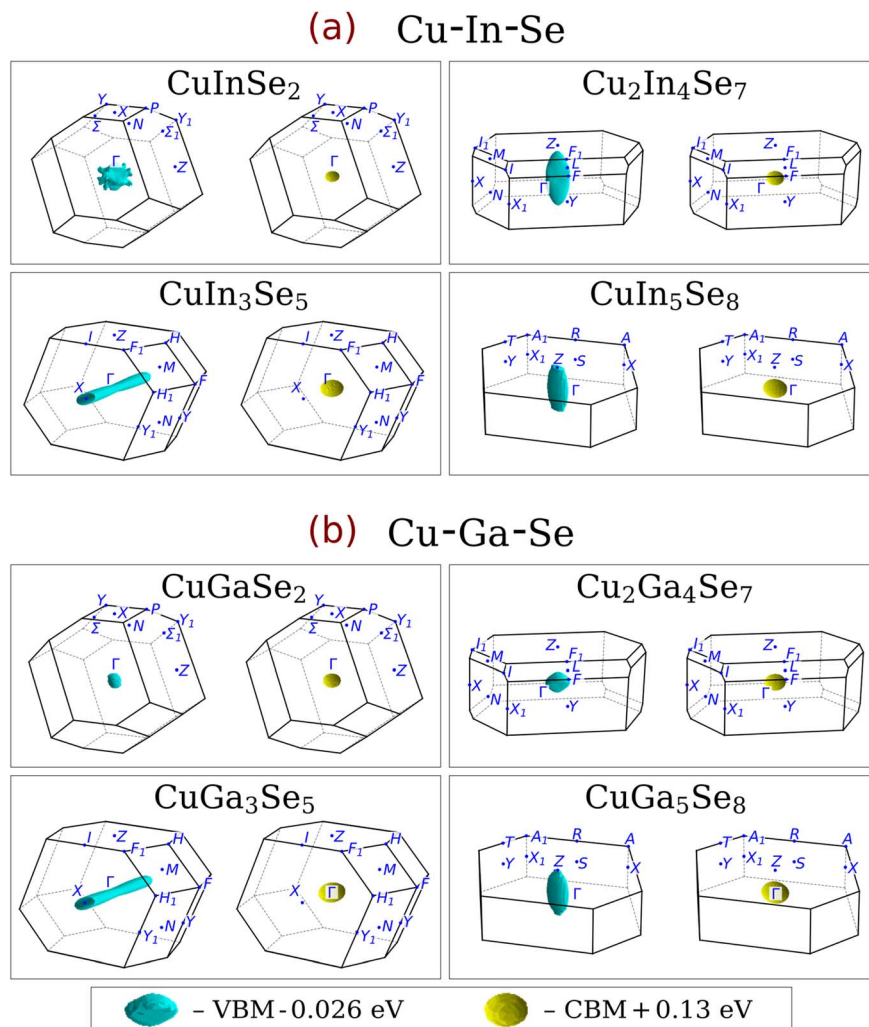 (a) Cu-In-Se
CuInSe₂
Y X P Y₁ Σ N Σ₁ Γ Z
Y X P Y₁ Σ N Σ₁ Γ Z
Cu₂In₄Se₇
I₁ M Z F₁ I L F X Γ N X₁ Y
I₁ M Z F₁ I L F X Γ N X₁ Y
CuIn₃Se₅
I Z H F₁ M Γ F X H₁ N Y Y₁
I Z H F₁ M Γ F X H₁ N Y Y₁
CuIn₅Se₈
T A₁ R A Y X₁ Z S X Γ
T A₁ R A Y X₁ Z S X Γ
(b) Cu-Ga-Se
CuGaSe₂
Y X P Y₁ Σ N Σ₁ Γ Z
Y X P Y₁ Σ N Σ₁ Γ Z
Cu₂Ga₄Se₇
I₁ M Z F₁ I L F X Γ N X₁ Y
I₁ M Z F₁ I L F X Γ N X₁ Y
CuGa₃Se₅
I Z H F₁ M Γ F X H₁ N Y Y₁
I Z H F₁ M Γ F X H₁ N Y Y₁
CuGa₅Se₈
T A₁ R A Y X₁ Z S X Γ
T A₁ R A Y X₁ Z S X Γ
– VBM - 0.026 eV – CBM + 0.13 eV